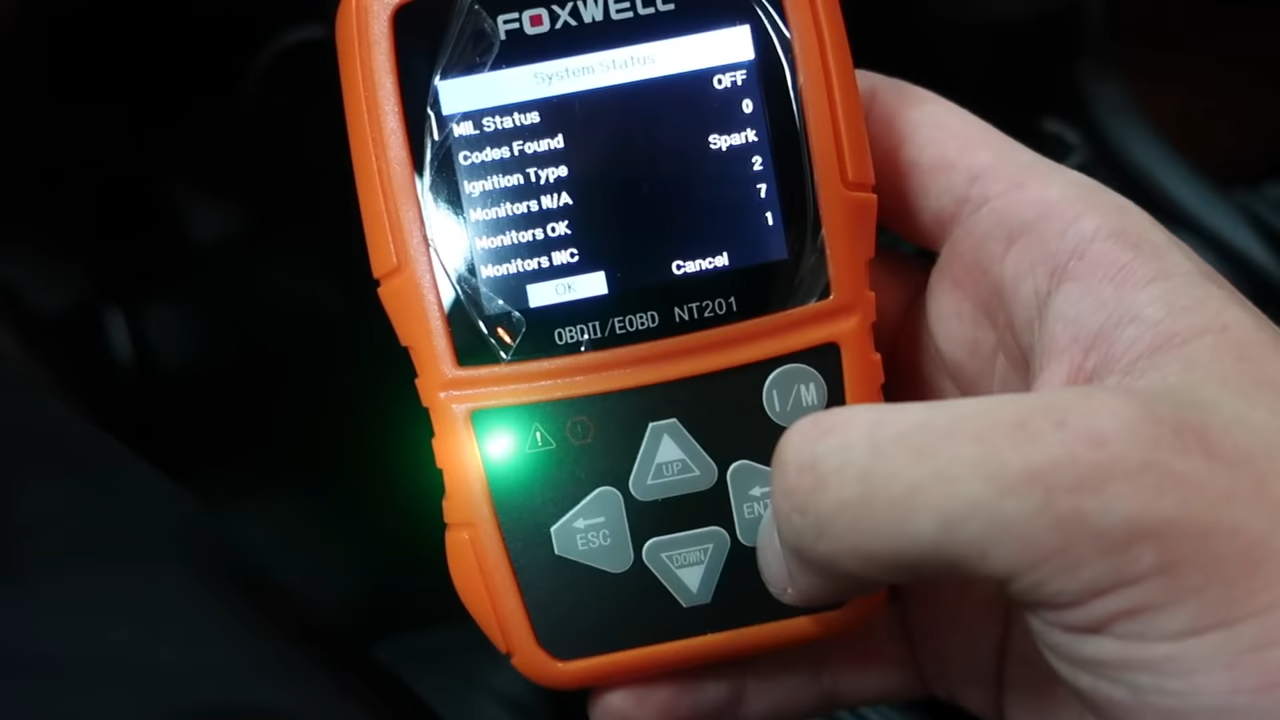 FOXWELL
System Status
MIL Status OFF
Codes Found 0
Ignition Type Spark
Monitors N/A 2
Monitors OK 7
Monitors INC 1
OK Cancel
OBDII/EOBD NT201
I/M
!
UP
ENT
ESC
DOWN